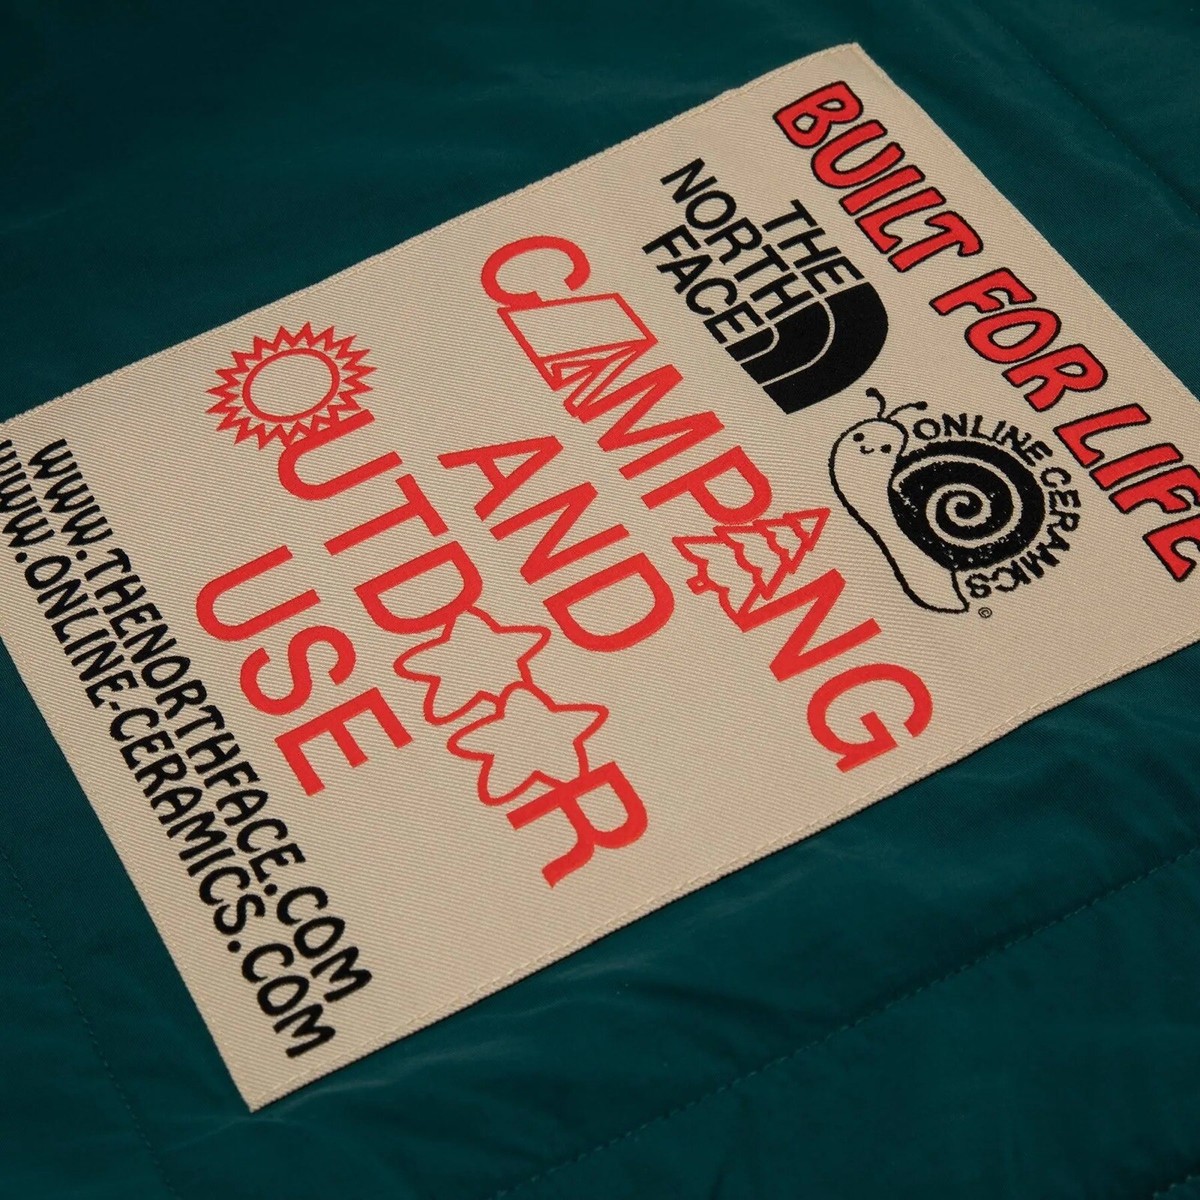 BUILT FOR LIFE
THE
NORTH
FACE
ONLINE CERAMICS
©
CAMPING
AND
OUTDOOR
USE
WWW.THENORTHFACE.COM
WWW.ONLINE-CERAMICS.COM